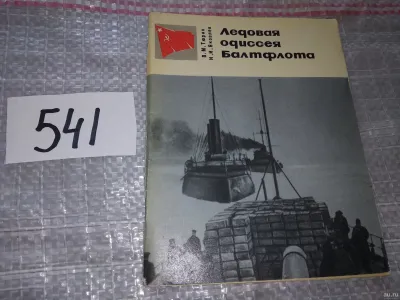 541
Ледовая
одиссея
Балтфлота